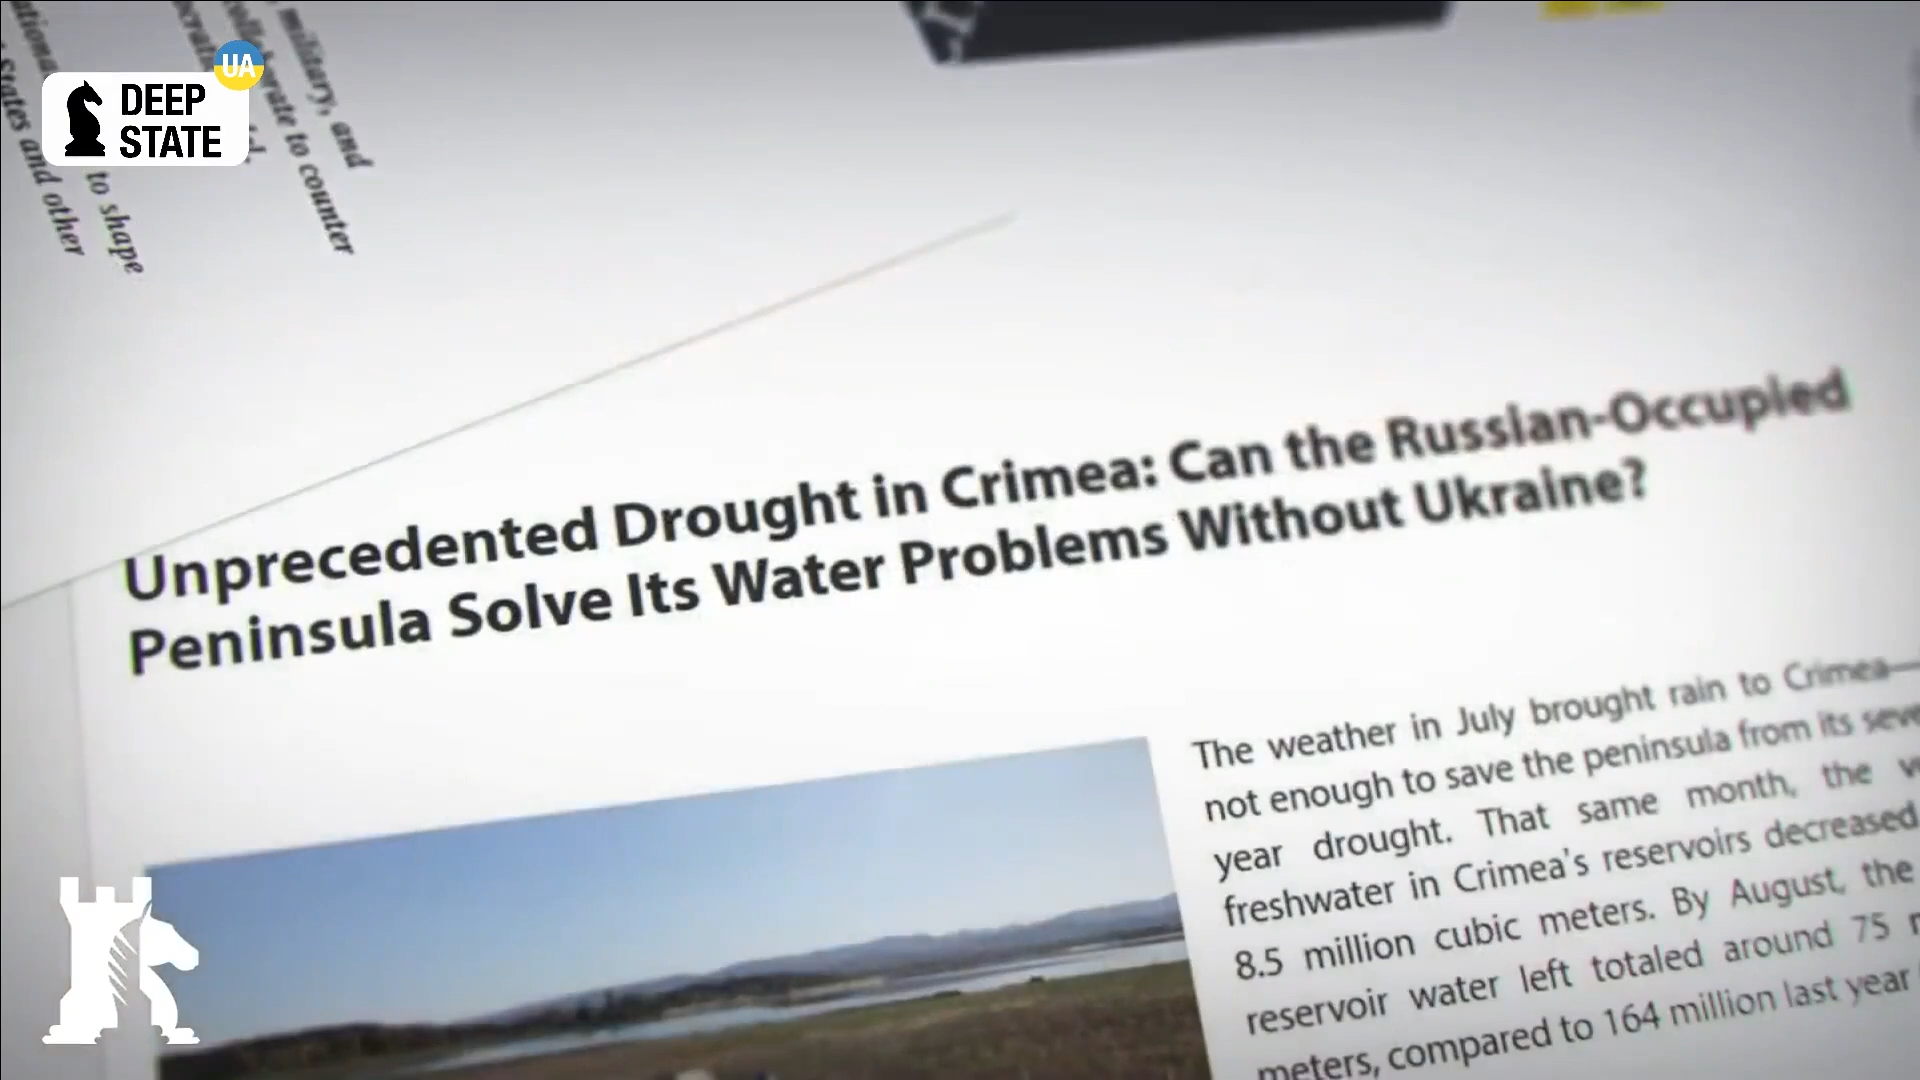 UA
DEEP
STATE
military, and
to counter
to shape
States and other
Unprecedented Drought in Crimea: Can the Russian-Occupied
Peninsula Solve Its Water Problems Without Ukraine?
The weather in July brought rain to Crimea—
not enough to save the peninsula from its
year drought. That same month, the
freshwater in Crimea's reservoirs decreased
8.5 million cubic meters. By August, the
reservoir water left totaled around 75
meters, compared to 164 million last year